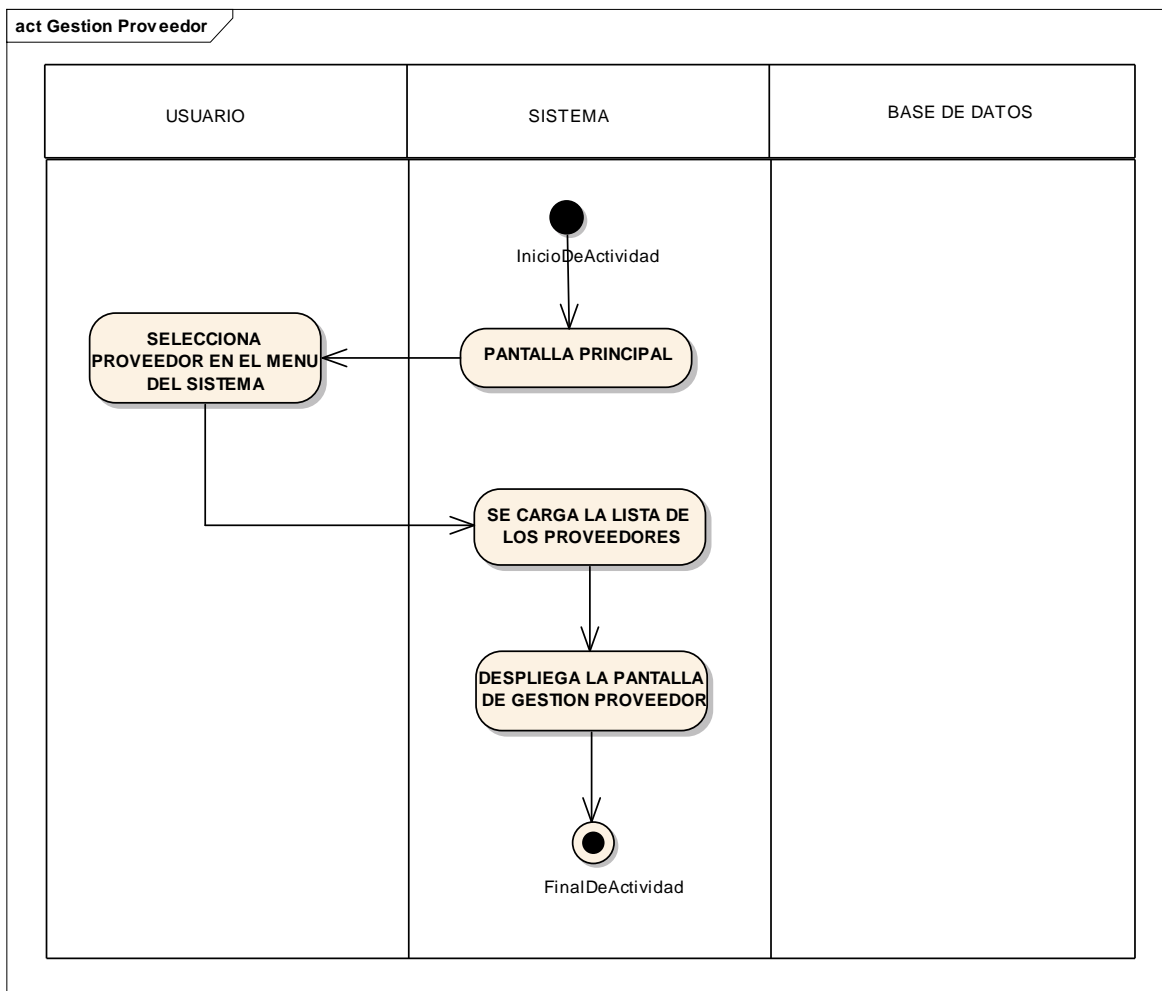 act Gestion Proveedor
USUARIO
SISTEMA
BASE DE DATOS
InicioDeActividad
SELECCIONA
PROVEEDOR EN EL MENU
DEL SISTEMA
PANTALLA PRINCIPAL
SE CARGA LA LISTA DE
LOS PROVEEDORES
DESPLIEGA LA PANTALLA
DE GESTION PROVEEDOR
FinalDeActividad